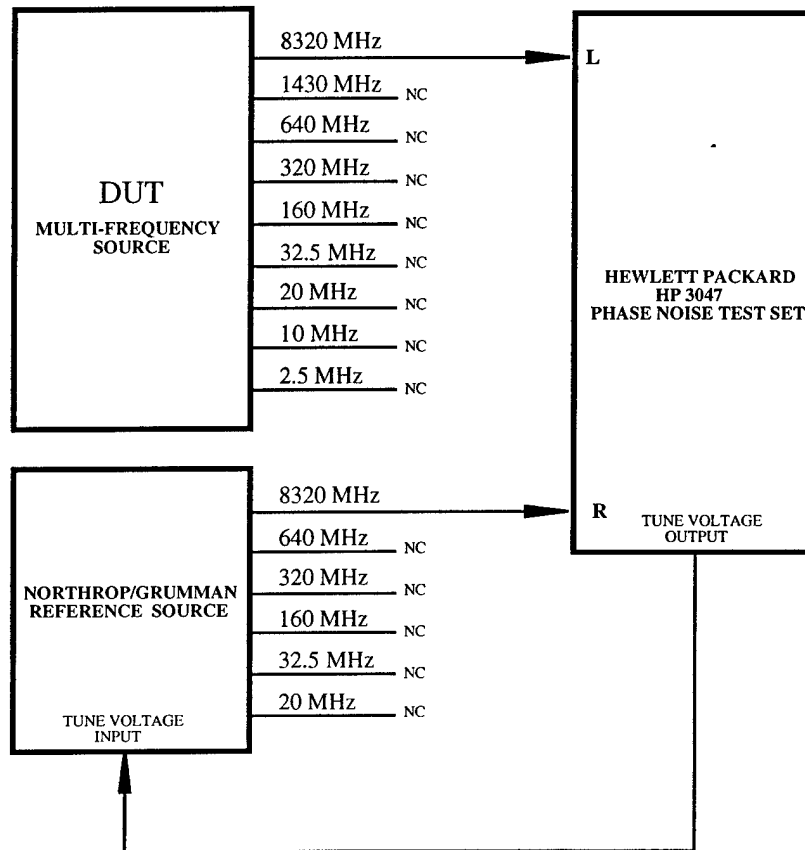 8320 MHz
L
1430 MHz
NC
640 MHz
NC
320 MHz
NC
DUT
MULTI-FREQUENCY
SOURCE
160 MHz
NC
32.5 MHz
NC
20 MHz
NC
10 MHz
NC
2.5 MHz
NC
HEWLETT PACKARD
HP 3047
PHASE NOISE TEST SET
8320 MHz
R
TUNE VOLTAGE
OUTPUT
640 MHz
NC
NORTHROP/GRUMMAN
REFERENCE SOURCE
320 MHz
NC
160 MHz
NC
32.5 MHz
NC
20 MHz
NC
TUNE VOLTAGE
INPUT